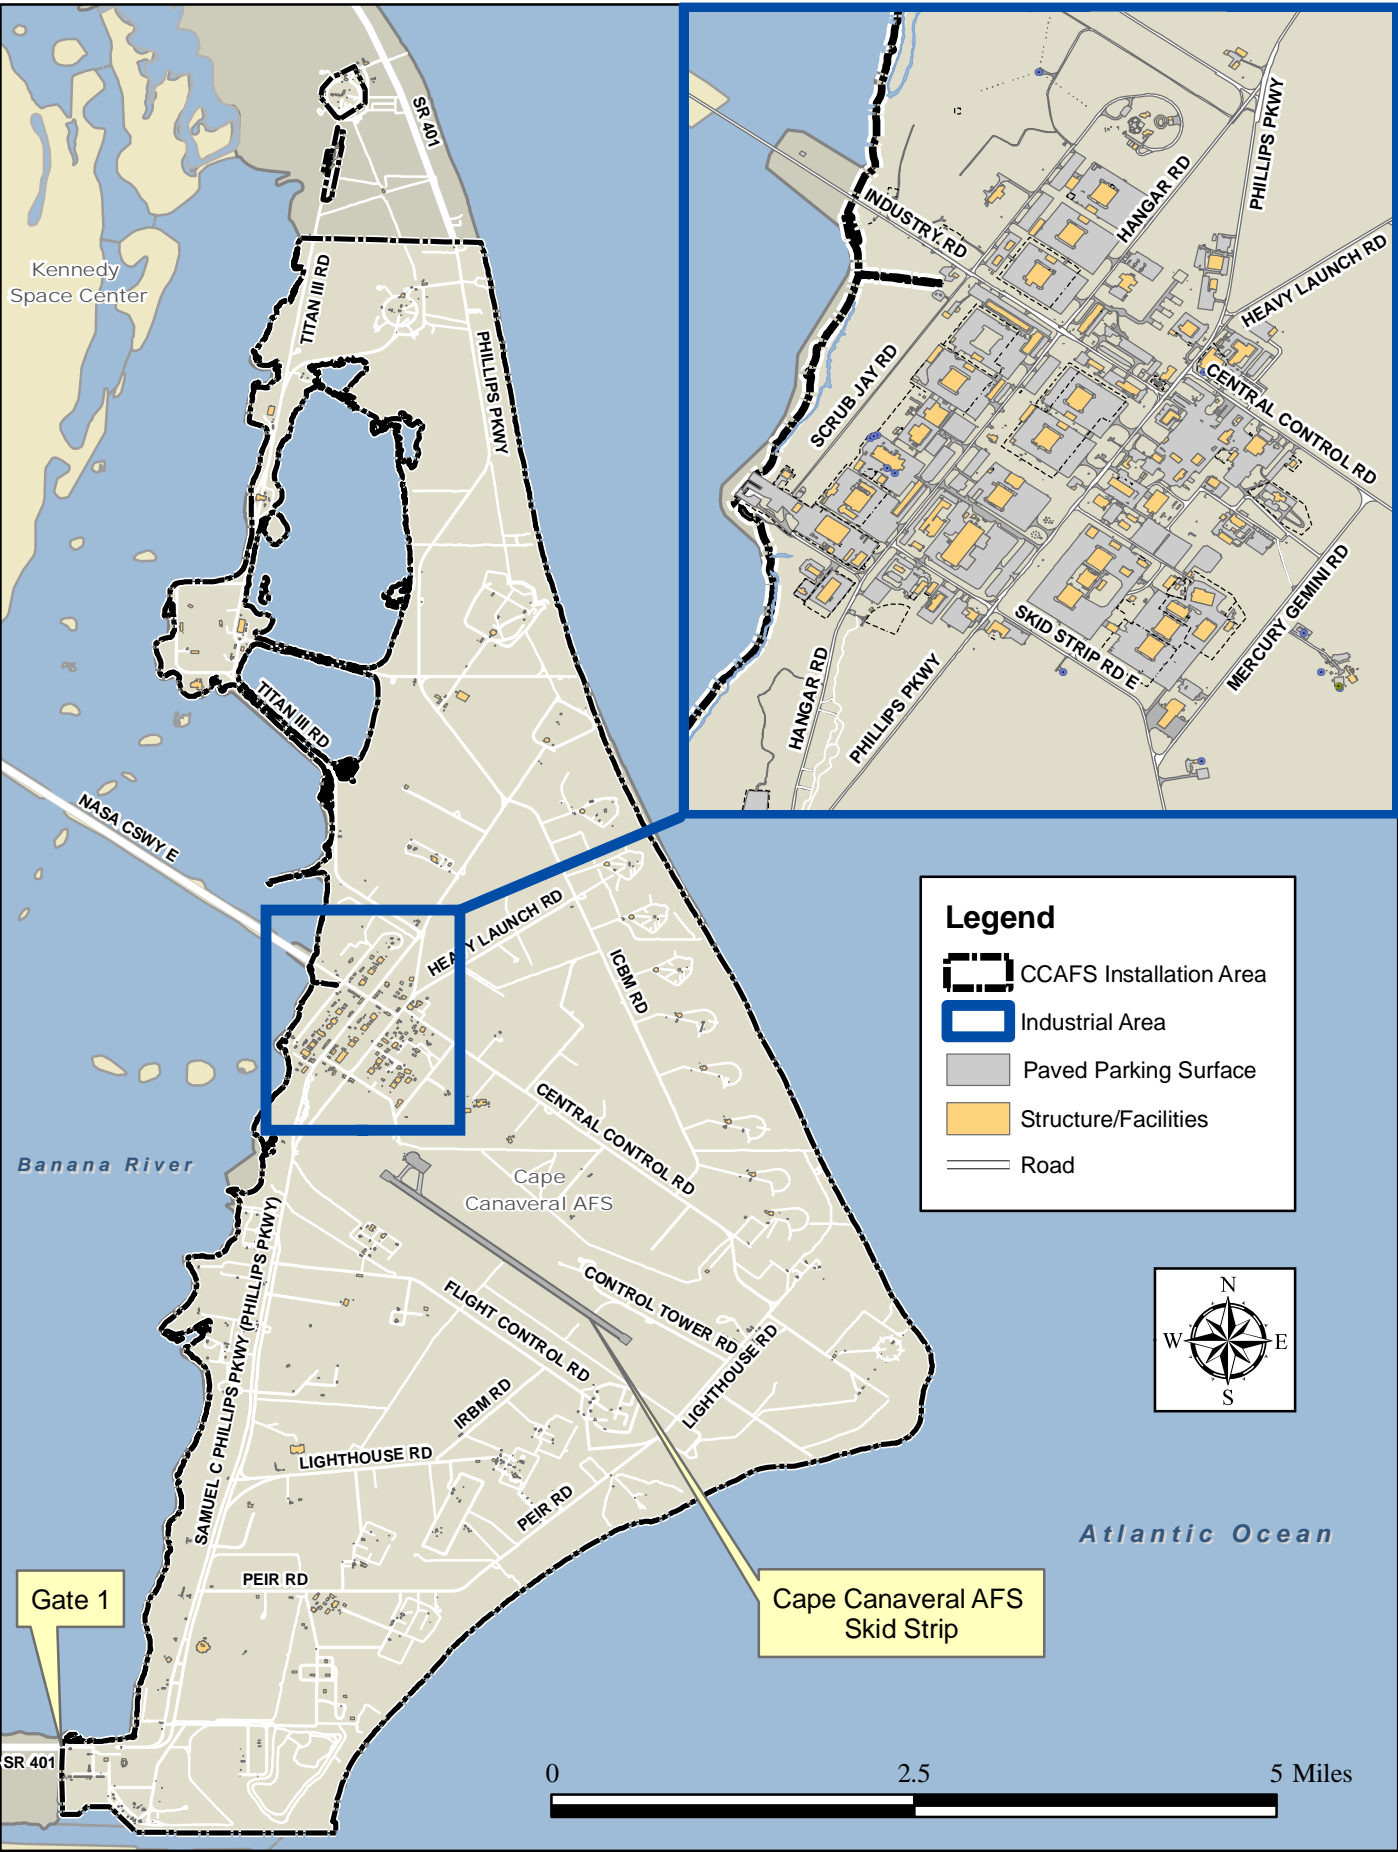 SR 401
Kennedy
Space Center
TITAN III RD
PHILLIPS PKWY
TITAN III RD
NASA CSWY E
HEAVY LAUNCH RD
ICBM RD
CENTRAL CONTROL RD
Banana River
Cape
Canaveral AFS
SAMUEL C PHILLIPS PKWY (PHILLIPS PKWY)
FLIGHT CONTROL RD
CONTROL TOWER RD
LIGHTHOUSE RD
IRBM RD
LIGHTHOUSE RD
PEIR RD
PEIR RD
Gate 1
SR 401
Cape Canaveral AFS
Skid Strip
Atlantic Ocean
0 2.5 5 Miles
INDUSTRY RD
HANGAR RD
PHILLIPS PKWY
HEAVY LAUNCH RD
SCRUB JAY RD
CENTRAL CONTROL RD
MERCURY GEMINI RD
SKID STRIP RD E
HANGAR RD
PHILLIPS PKWY
Legend
CCAFS Installation Area
Industrial Area
Paved Parking Surface
Structure/Facilities
Road
N
W E
S